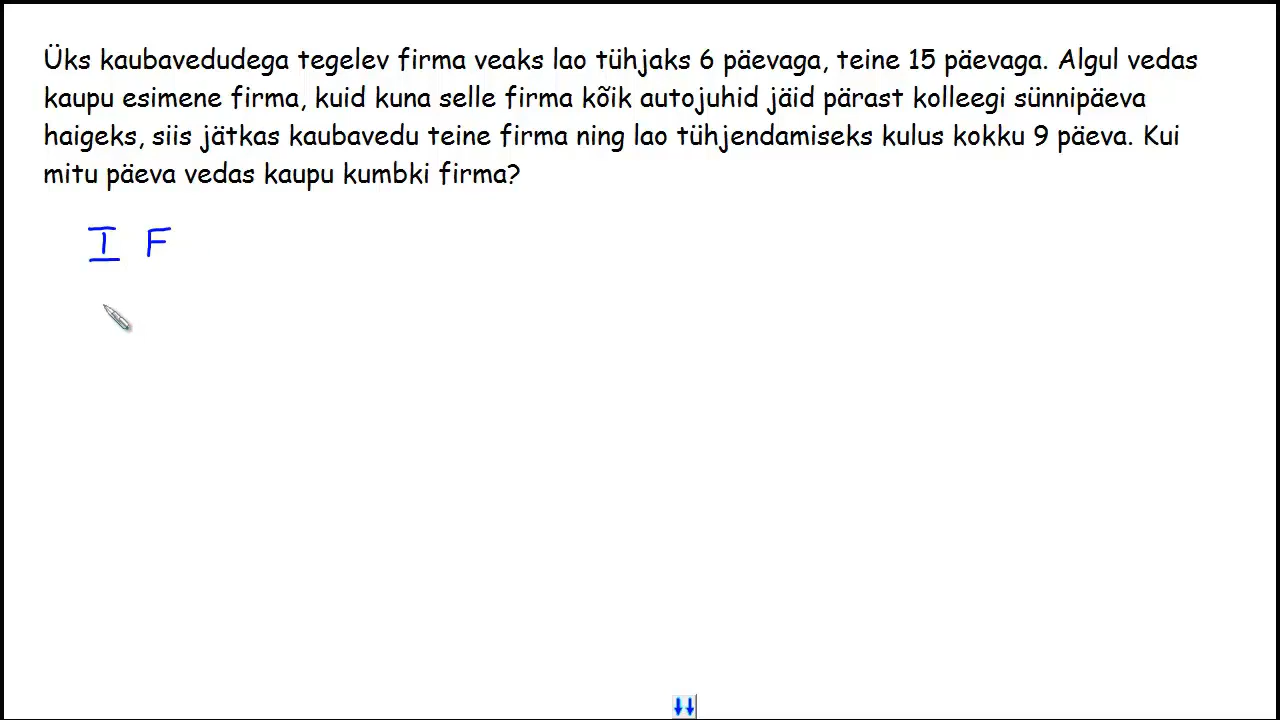 Üks kaubavedudega tegelev firma veaks lao tühjaks 6 päevaga, teine 15 päevaga. Algul vedas
kaupu esimene firma, kuid kuna selle firma kõik autojuhid jäid pärast kolleegi sünnipäeva
haigeks, siis jätkas kaubavedu teine firma ning lao tühjendamiseks kulus kokku 9 päeva. Kui
mitu päeva vedas kaupu kumbki firma?
I F